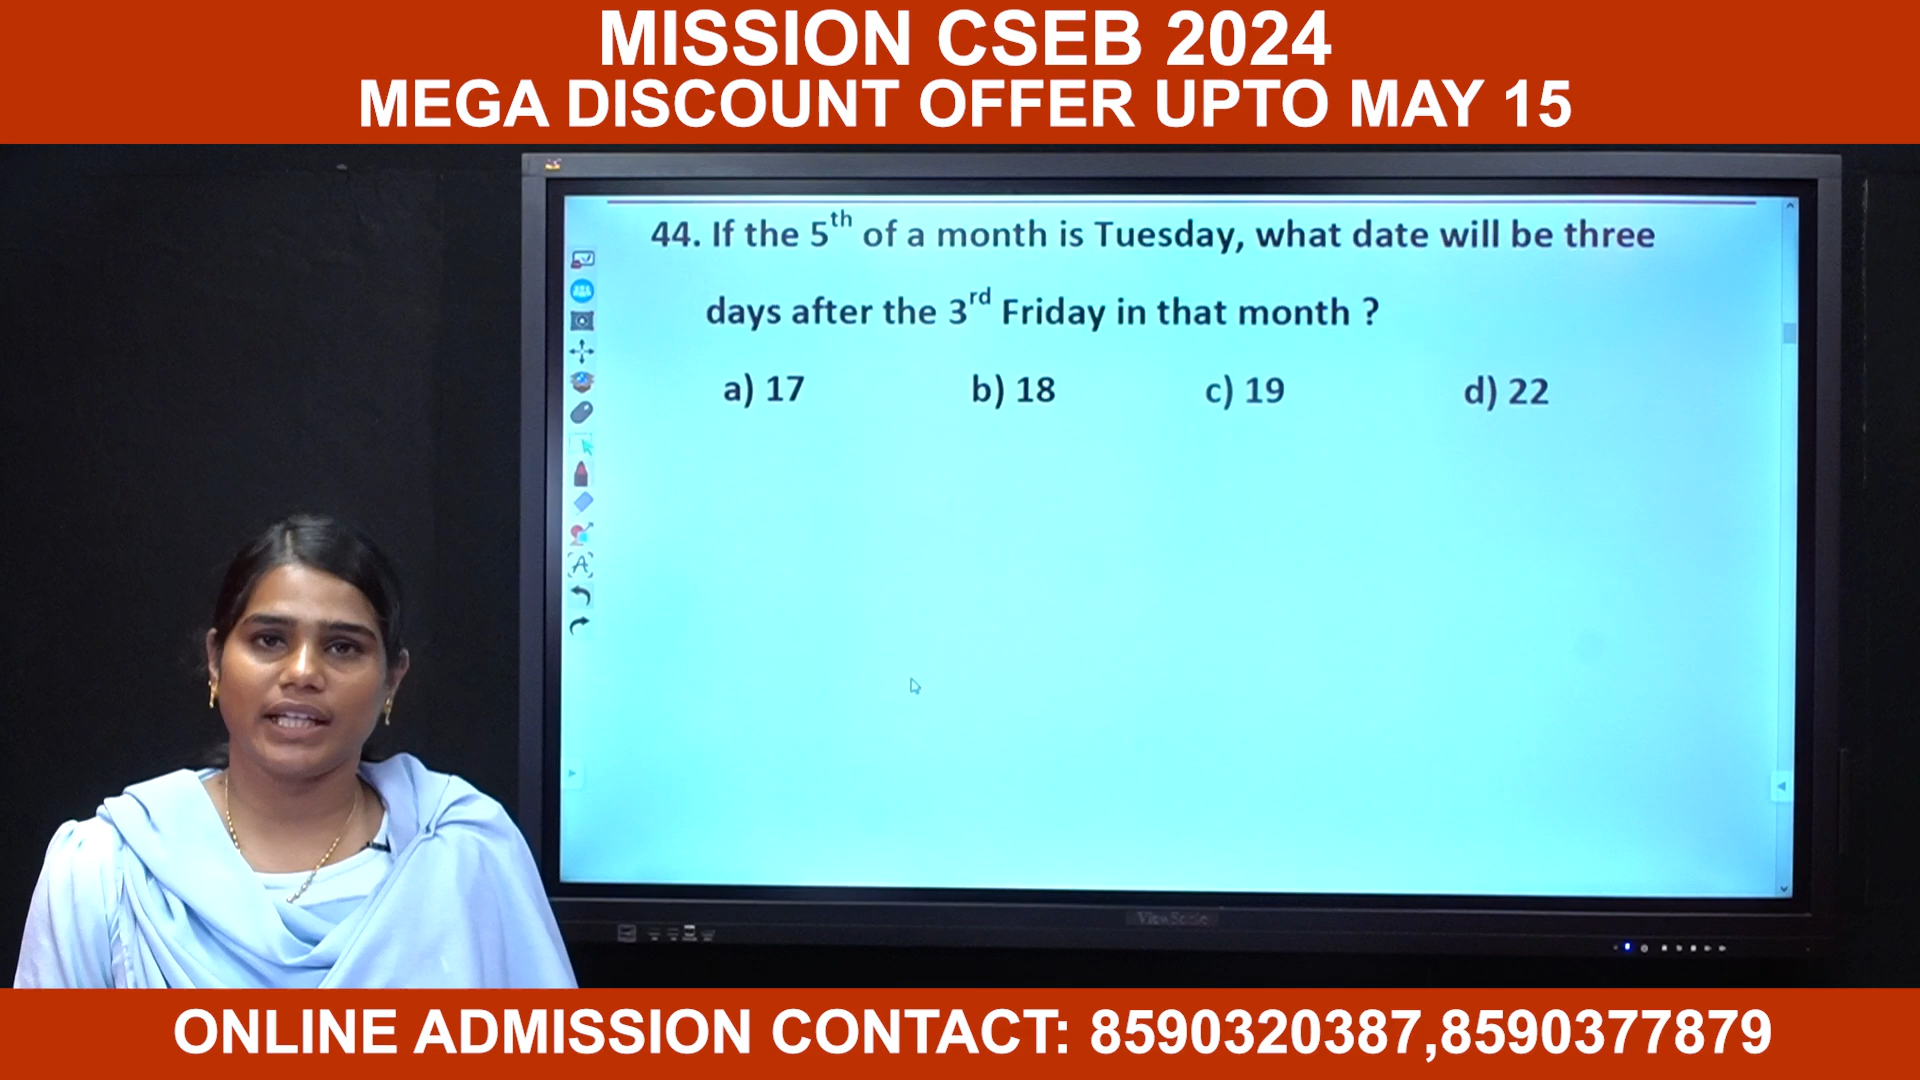 MISSION CSEB 2024
MEGA DISCOUNT OFFER UPTO MAY 15
44. If the 5th of a month is Tuesday, what date will be three
days after the 3rd Friday in that month ?
a) 17 b) 18 c) 19 d) 22
ViewSonic
ONLINE ADMISSION CONTACT: 8590320387,8590377879